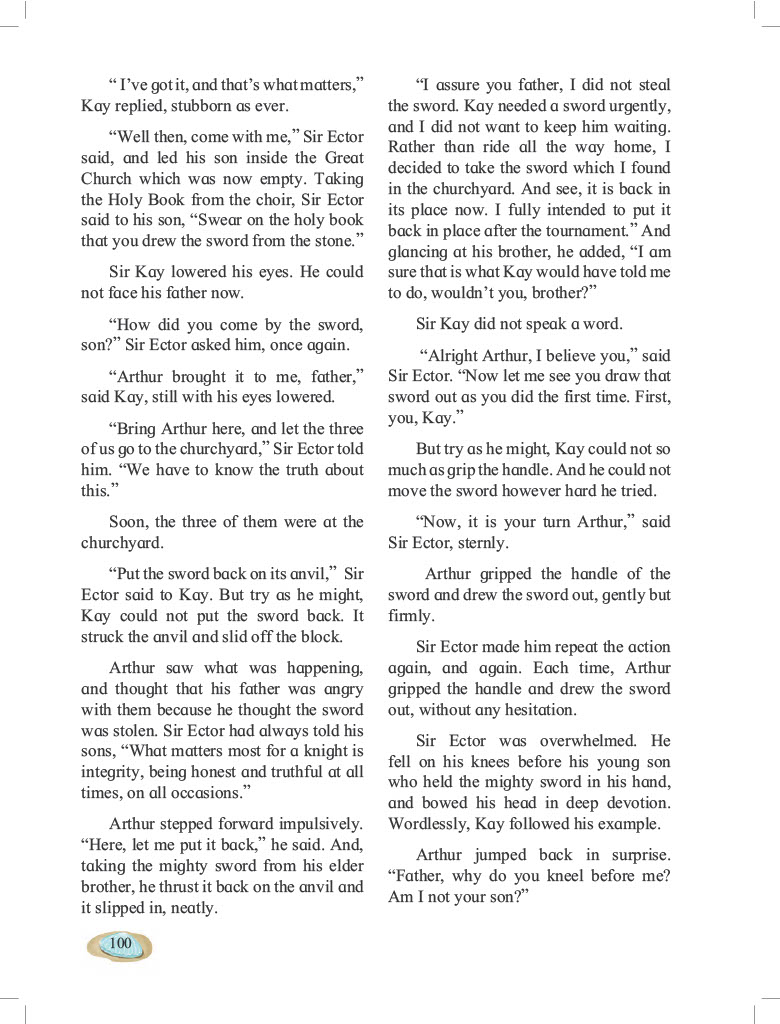 “ I’ve got it, and that’s what matters,”
Kay replied, stubborn as ever.
“Well then, come with me,” Sir Ector
said, and led his son inside the Great
Church which was now empty. Taking
the Holy Book from the choir, Sir Ector
said to his son, “Swear on the holy book
that you drew the sword from the stone.”
Sir Kay lowered his eyes. He could
not face his father now.
“How did you come by the sword,
son?” Sir Ector asked him, once again.
“Arthur brought it to me, father,”
said Kay, still with his eyes lowered.
“Bring Arthur here, and let the three
of us go to the churchyard,” Sir Ector told
him. “We have to know the truth about
this.”
Soon, the three of them were at the
churchyard.
“Put the sword back on its anvil,” Sir
Ector said to Kay. But try as he might,
Kay could not put the sword back. It
struck the anvil and slid off the block.
Arthur saw what was happening,
and thought that his father was angry
with them because he thought the sword
was stolen. Sir Ector had always told his
sons, “What matters most for a knight is
integrity, being honest and truthful at all
times, on all occasions.”
Arthur stepped forward impulsively.
“Here, let me put it back,” he said. And,
taking the mighty sword from his elder
brother, he thrust it back on the anvil and
it slipped in, neatly.
“I assure you father, I did not steal
the sword. Kay needed a sword urgently,
and I did not want to keep him waiting.
Rather than ride all the way home, I
decided to take the sword which I found
in the churchyard. And see, it is back in
its place now. I fully intended to put it
back in place after the tournament.” And
glancing at his brother, he added, “I am
sure that is what Kay would have told me
to do, wouldn’t you, brother?”
Sir Kay did not speak a word.
“Alright Arthur, I believe you,” said
Sir Ector. “Now let me see you draw that
sword out as you did the first time. First,
you, Kay.”
But try as he might, Kay could not so
much as grip the handle. And he could not
move the sword however hard he tried.
“Now, it is your turn Arthur,” said
Sir Ector, sternly.
Arthur gripped the handle of the
sword and drew the sword out, gently but
firmly.
Sir Ector made him repeat the action
again, and again. Each time, Arthur
gripped the handle and drew the sword
out, without any hesitation.
Sir Ector was overwhelmed. He
fell on his knees before his young son
who held the mighty sword in his hand,
and bowed his head in deep devotion.
Wordlessly, Kay followed his example.
Arthur jumped back in surprise.
“Father, why do you kneel before me?
Am I not your son?”
100